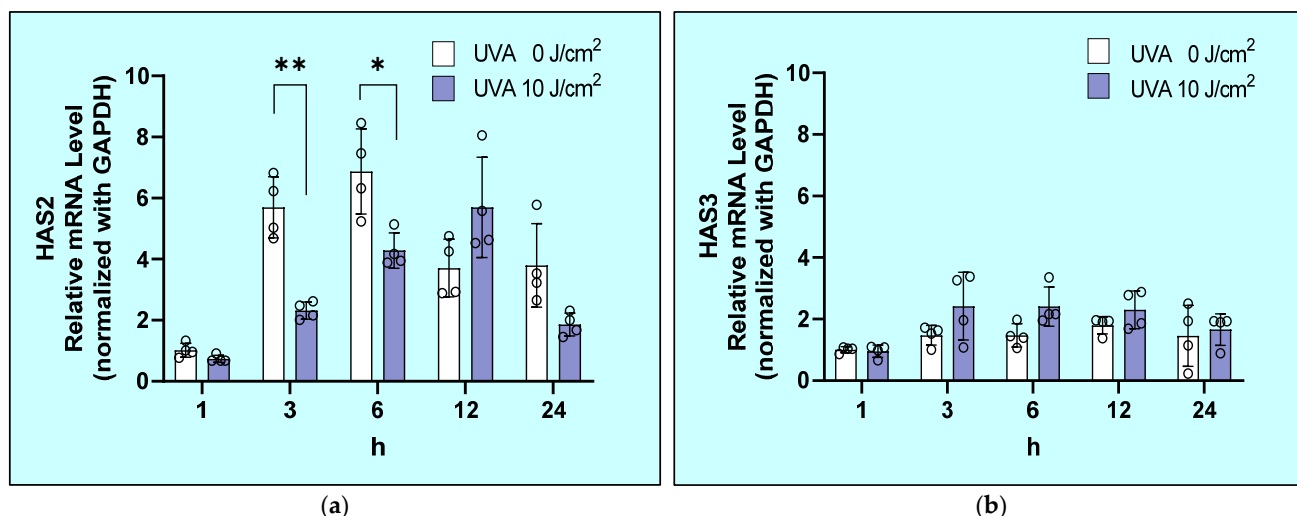 UVA 0 J/cm²
UVA 10 J/cm²
** *
HAS2
Relative mRNA Level
(normalized with GAPDH)
10
8
6
4
2
0
1 3 6 12 24
h
(a)
UVA 0 J/cm²
UVA 10 J/cm²
HAS3
Relative mRNA Level
(normalized with GAPDH)
10
8
6
4
2
0
1 3 6 12 24
h
(b)